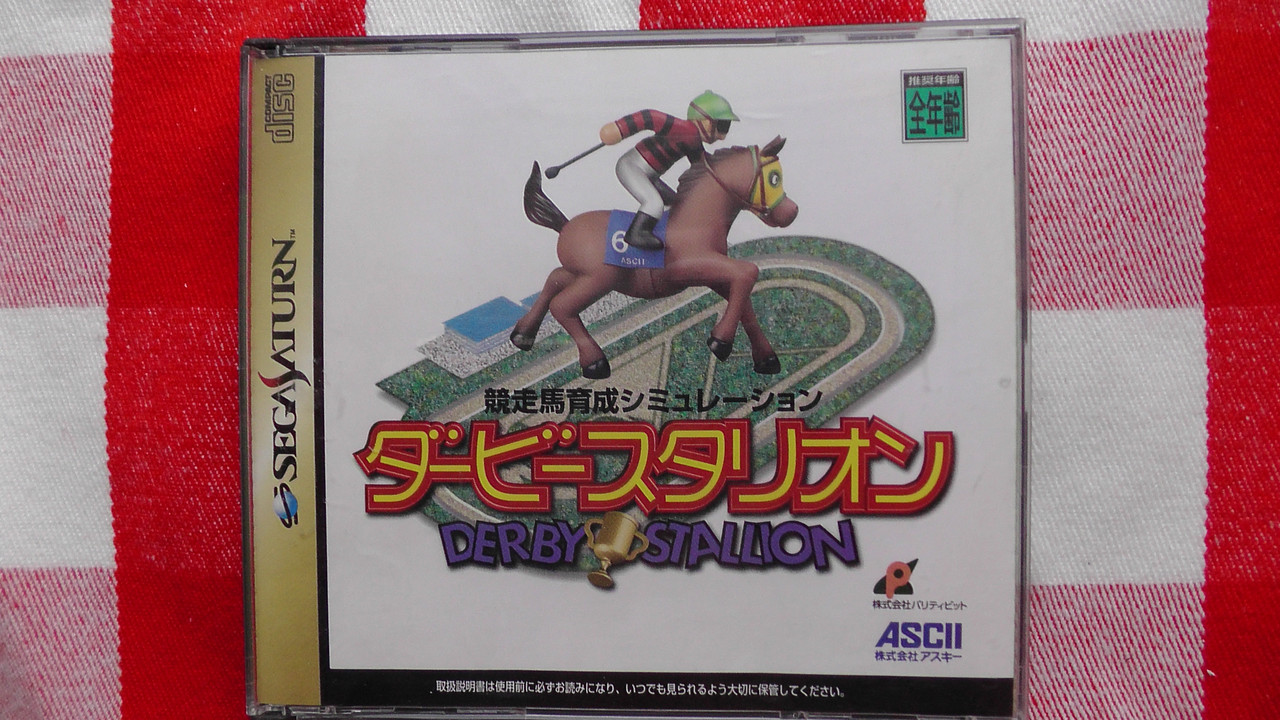 COMPACT
disc
SEGA SATURN™
推奨年齢
全年齢
6
ASCII
競走馬育成シミュレーション
ダービースタリオン
DERBY STALLION
株式会社パリティビット
ASCII
株式会社アスキー
取扱説明書は使用前に必ずお読みになり、いつでも見られるよう大切に保管してください。